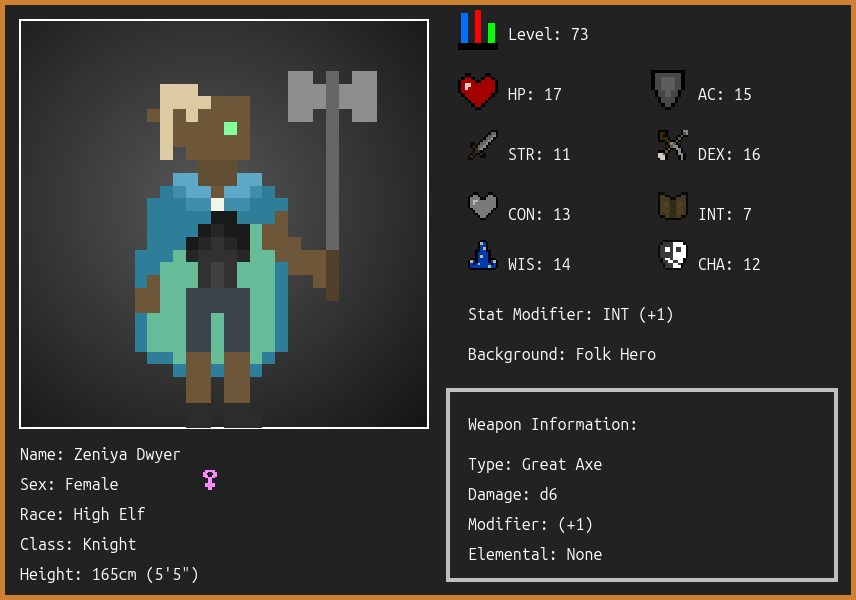 Level: 73
HP: 17
AC: 15
STR: 11
DEX: 16
CON: 13
INT: 7
WIS: 14
CHA: 12
Stat Modifier: INT (+1)
Background: Folk Hero
Weapon Information:
Type: Great Axe
Damage: d6
Modifier: (+1)
Elemental: None
Name: Zeniya Dwyer
Sex: Female
Race: High Elf
Class: Knight
Height: 165cm (5'5")